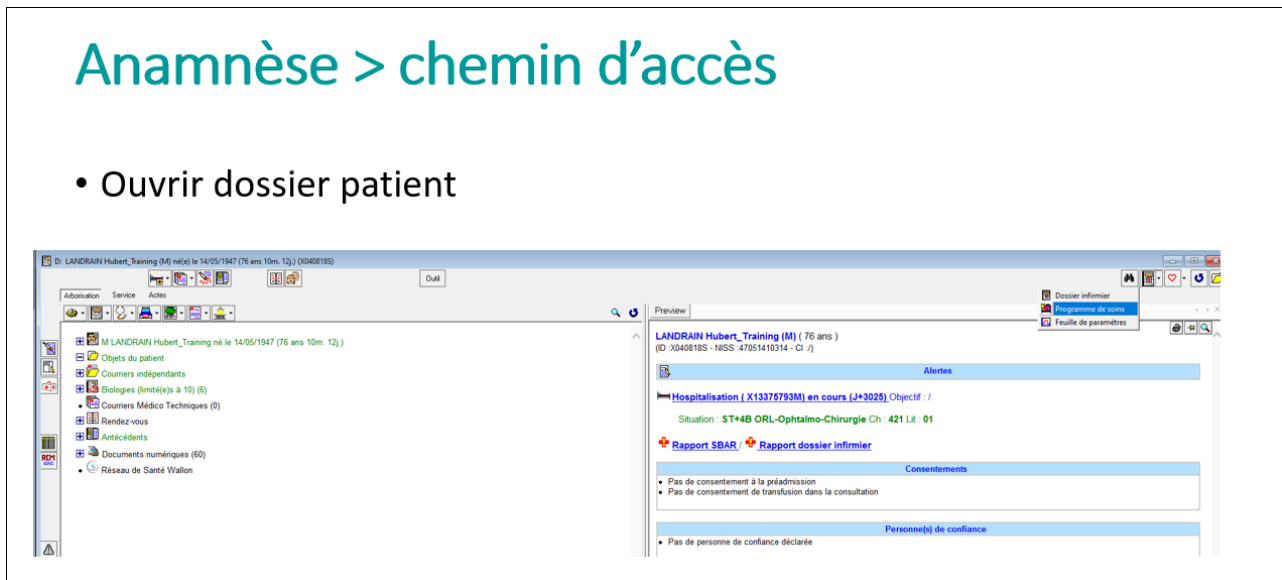 Anamnèse > chemin d'accès
• Ouvrir dossier patient
D: LANDRAIN Hubert_Training (M) né(e) le 14/05/1947 (76 ans 10m. 12j.) (X040818S)
Outil
Arborisation Service Actes
Dossier infirmier
Programme de soins
Feuille de paramètres
M LANDRAIN Hubert_Training né le 14/05/1947 (76 ans 10m. 12j.)
Objets du patient
Courriers indépendants
Biologies (limité(e)s à 10) (6)
Courriers Médico Techniques (0)
Rendez-vous
Antécédents
Documents numériques (60)
Réseau de Santé Wallon
REM
Preview
LANDRAIN Hubert_Training (M) ( 76 ans )
(ID :X040818S - NISS :47051410314 - CI :/)
Alertes
Hospitalisation ( X13375793M) en cours (J+3025) Objectif : /
Situation : ST+4B ORL-Ophtalmo-Chirurgie Ch : 421 Lit : 01
Rapport SBAR / Rapport dossier infirmier
Consentements
• Pas de consentement à la préadmission
• Pas de consentement de transfusion dans la consultation
Personne(s) de confiance
• Pas de personne de confiance déclarée